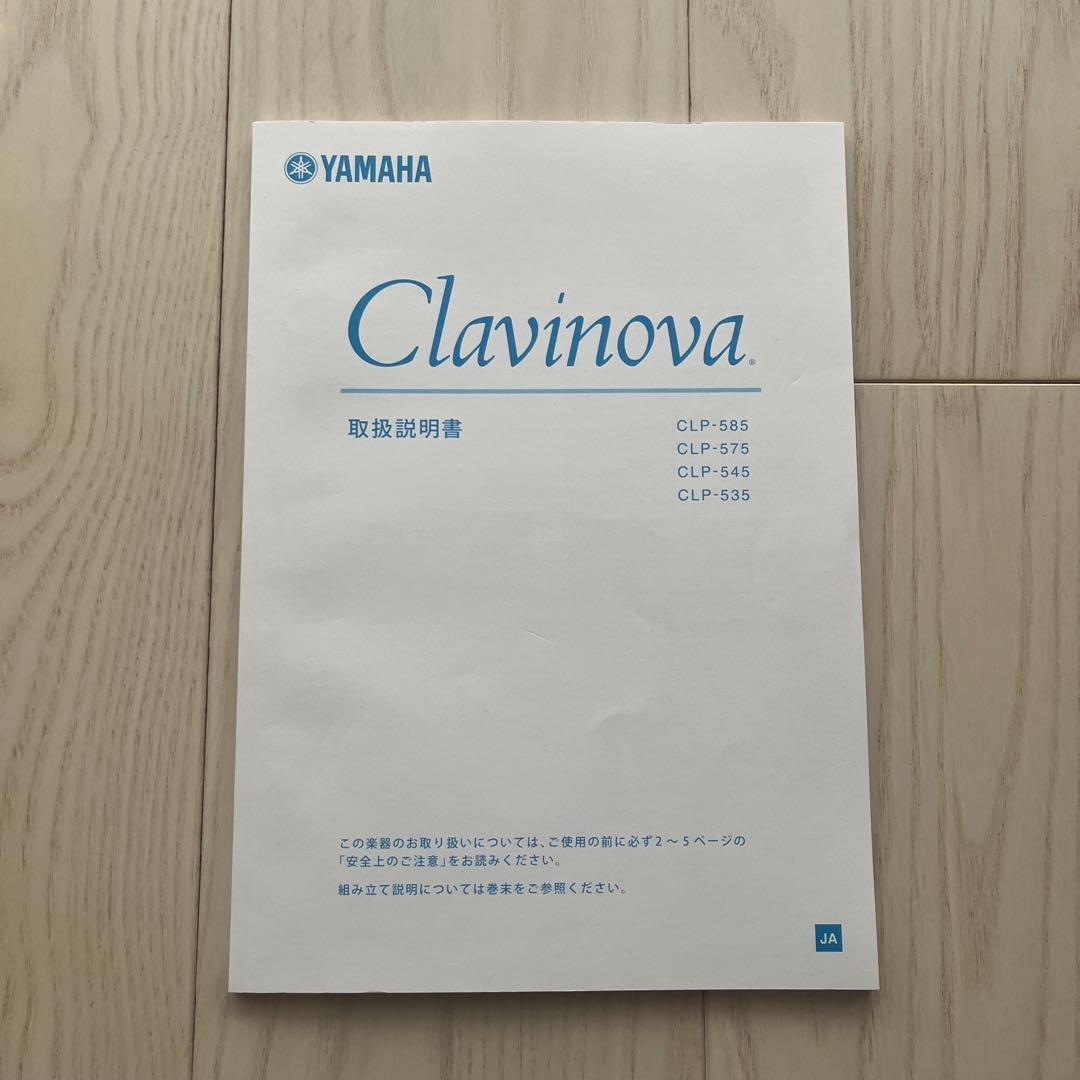 YAMAHA
Clavinova®
取扱説明書
CLP-585
CLP-575
CLP-545
CLP-535
この楽器のお取り扱いについては、ご使用の前に必ず2～5ページの
「安全上のご注意」をお読みください。
組み立て説明については巻末をご参照ください。
JA